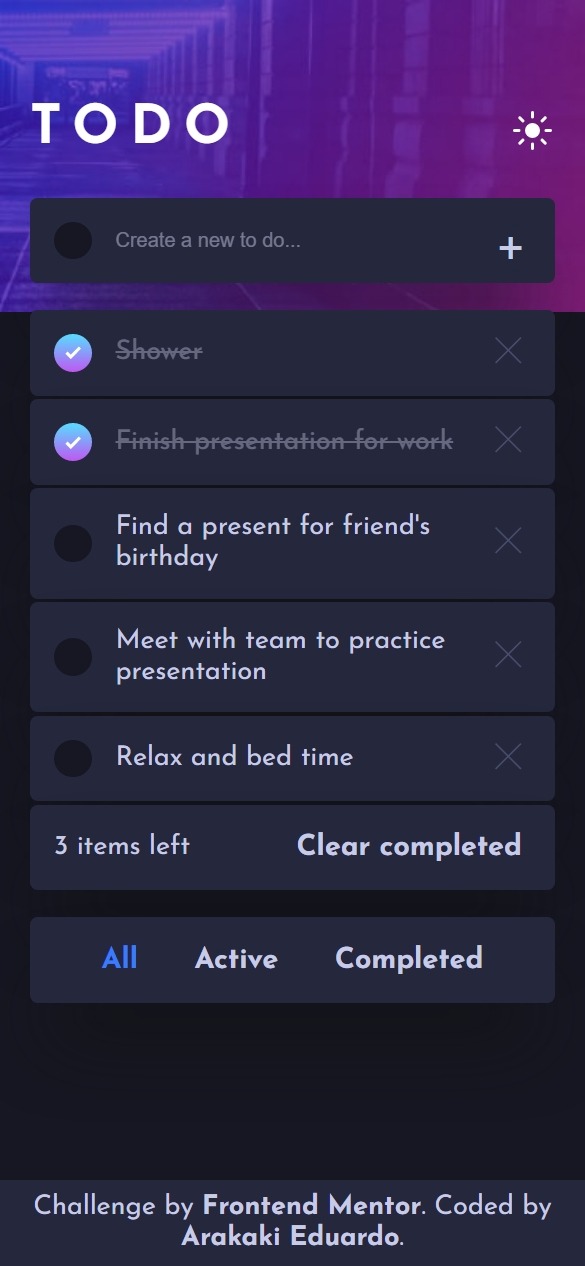 TODO
Create a new to do...
+
Shower
Finish presentation for work
Find a present for friend's
birthday
Meet with team to practice
presentation
Relax and bed time
3 items left Clear completed
All Active Completed
Challenge by Frontend Mentor. Coded by
Arakaki Eduardo.